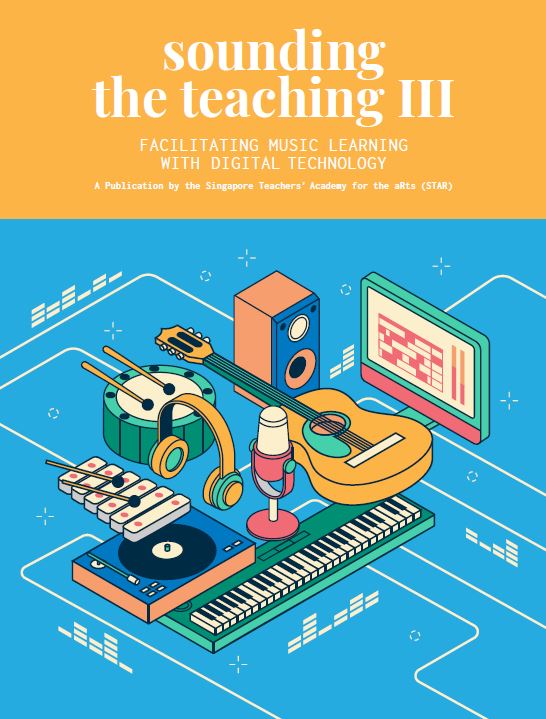 sounding
the teaching III
FACILITATING MUSIC LEARNING
WITH DIGITAL TECHNOLOGY
A Publication by the Singapore Teachers' Academy for the aRts (STAR)